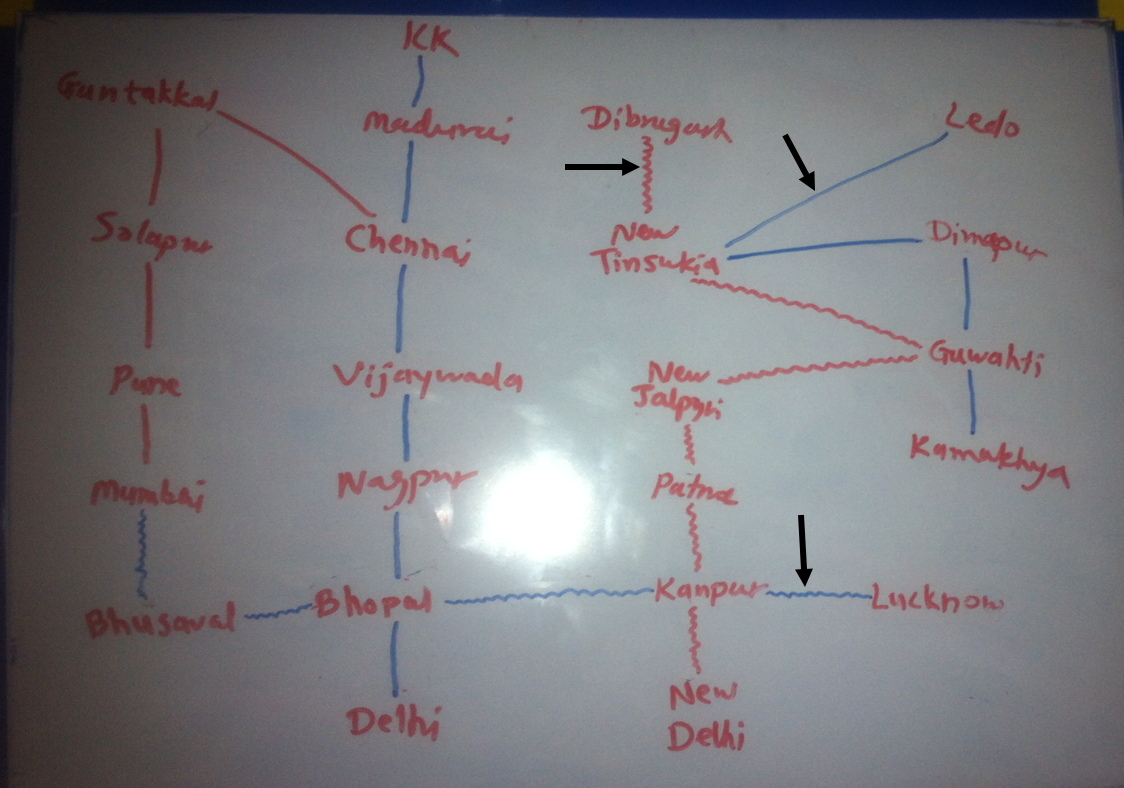 KK
Guntakkal
Madurai
Dibrugarh
Ledo
Solapur
Chennai
New
Tinsukia
Dimapur
Pune
Vijaywada
New
Jalpgri
Guwahti
Mumbai
Nagpur
Patna
Kamakhya
Bhusaval
Bhopal
Kanpur
Lucknow
Delhi
New
Delhi